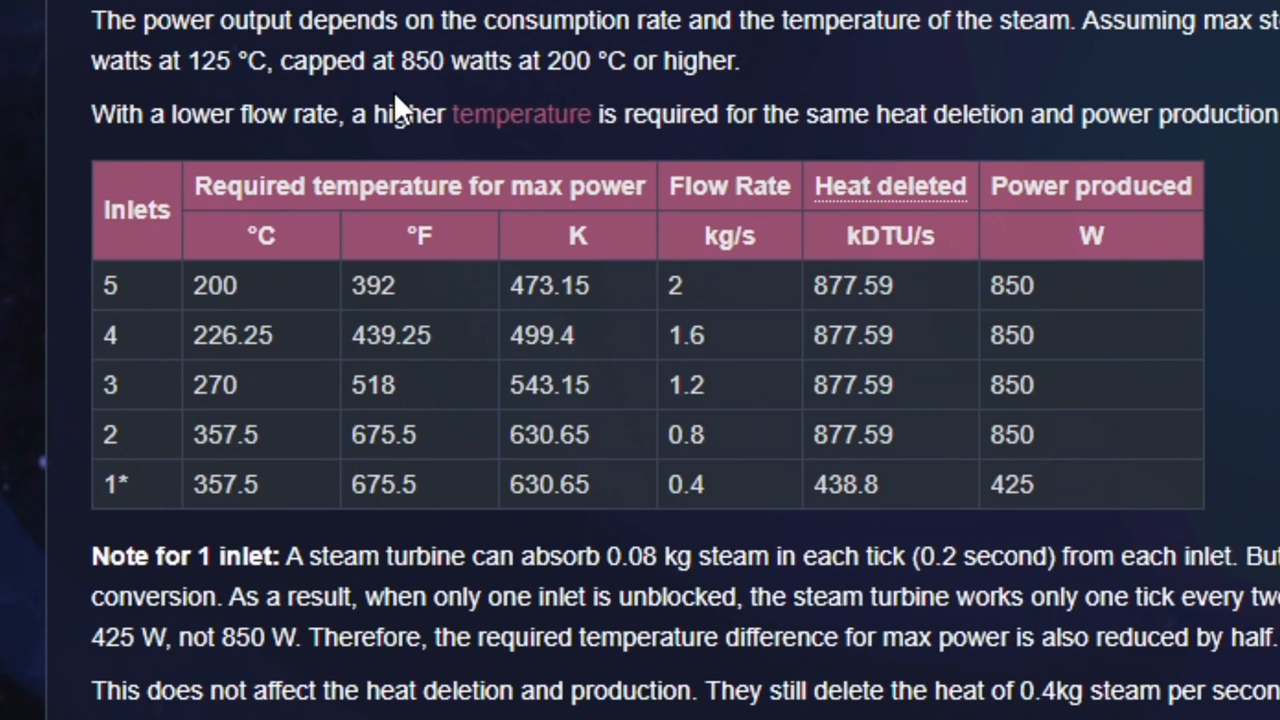 The power output depends on the consumption rate and the temperature of the steam. Assuming max
watts at 125 °C, capped at 850 watts at 200 °C or higher.
With a lower flow rate, a higher temperature is required for the same heat deletion and power production
Inlets Required temperature for max power Flow Rate Heat deleted Power produced
°C °F K kg/s kDTU/s W
5 200 392 473.15 2 877.59 850
4 226.25 439.25 499.4 1.6 877.59 850
3 270 518 543.15 1.2 877.59 850
2 357.5 675.5 630.65 0.8 877.59 850
1* 357.5 675.5 630.65 0.4 438.8 425
Note for 1 inlet: A steam turbine can absorb 0.08 kg steam in each tick (0.2 second) from each inlet.
conversion. As a result, when only one inlet is unblocked, the steam turbine works only one tick every
425 W, not 850 W. Therefore, the required temperature difference for max power is also reduced by half.
This does not affect the heat deletion and production. They still delete the heat of 0.4kg steam per